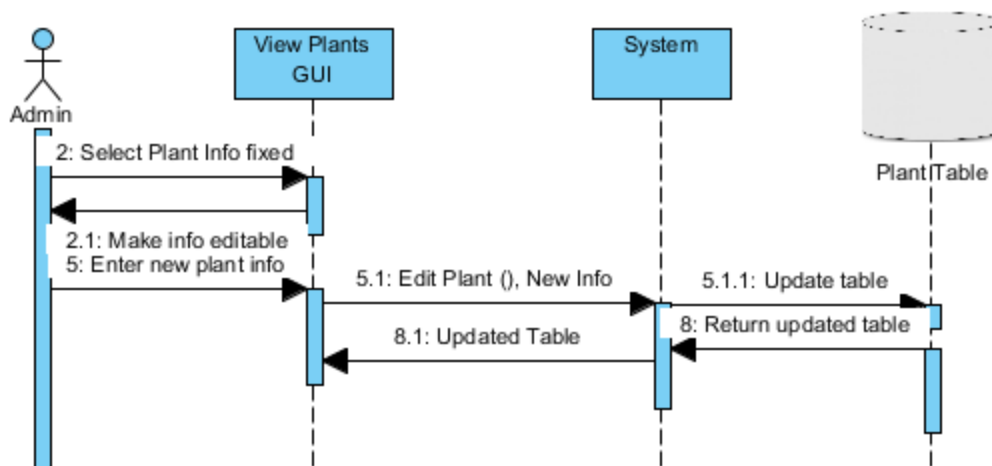 View Plants
GUI
System
Admin
Plant Table
2: Select Plant Info fixed
2.1: Make info editable
5: Enter new plant info
5.1: Edit Plant (), New Info
5.1.1: Update table
8: Return updated table
8.1: Updated Table